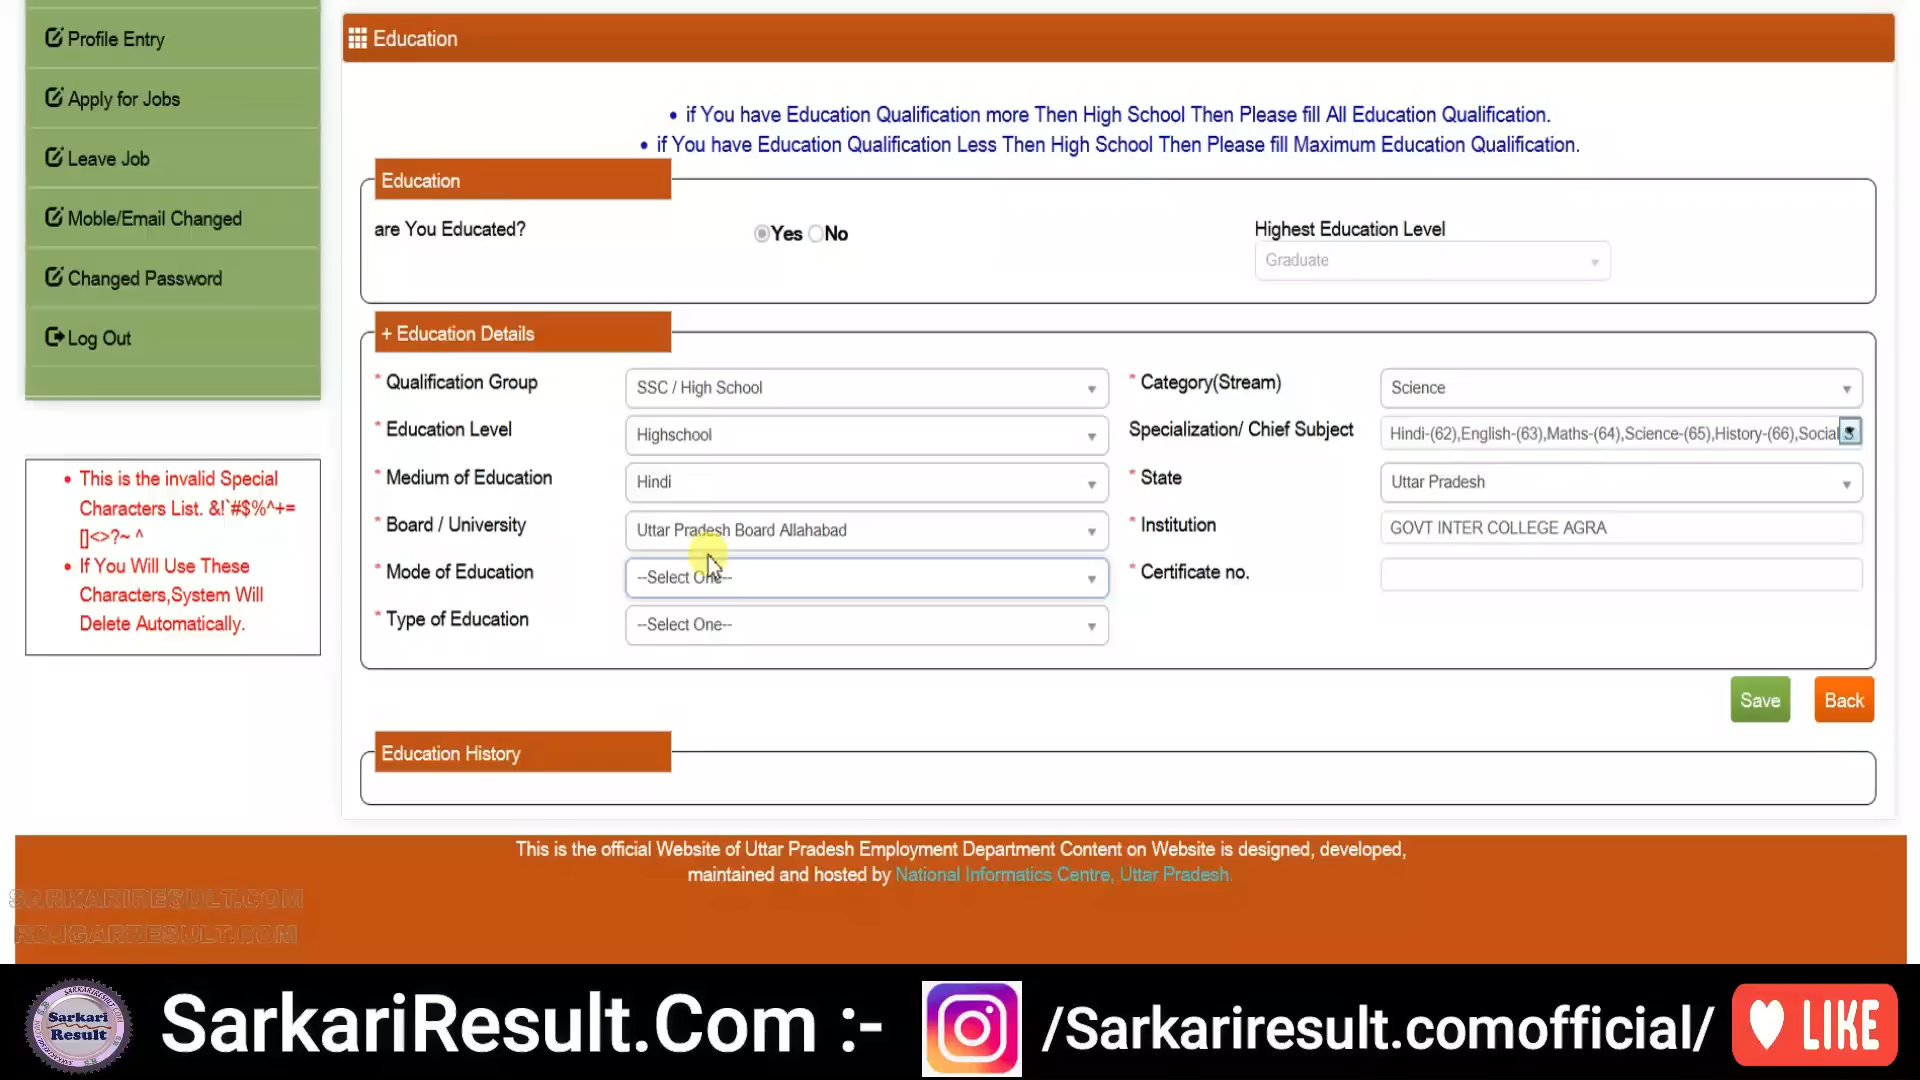 Profile Entry
Apply for Jobs
Leave Job
Moble/Email Changed
Changed Password
Log Out
This is the invalid Special
Characters List. &!`#$%^+=
[]<>?~ ^
If You Will Use These
Characters,System Will
Delete Automatically.
Education
if You have Education Qualification more Then High School Then Please fill All Education Qualification.
if You have Education Qualification Less Then High School Then Please fill Maximum Education Qualification.
Education
are You Educated? Yes No Highest Education Level
Graduate
+ Education Details
* Qualification Group SSC / High School * Category(Stream) Science
* Education Level Highschool Specialization/ Chief Subject Hindi-(62),English-(63),Maths-(64),Science-(65),History-(66),Social
* Medium of Education Hindi * State Uttar Pradesh
* Board / University Uttar Pradesh Board Allahabad * Institution GOVT INTER COLLEGE AGRA
* Mode of Education --Select One-- * Certificate no.
* Type of Education --Select One--
Save Back
Education History
This is the official Website of Uttar Pradesh Employment Department Content on Website is designed, developed,
maintained and hosted by National Informatics Centre, Uttar Pradesh.
SARKARIRESULT.COM
ROJGARRESULT.COM
Sarkari
Result
SarkariResult.Com :- /Sarkariresult.comofficial/ LIKE